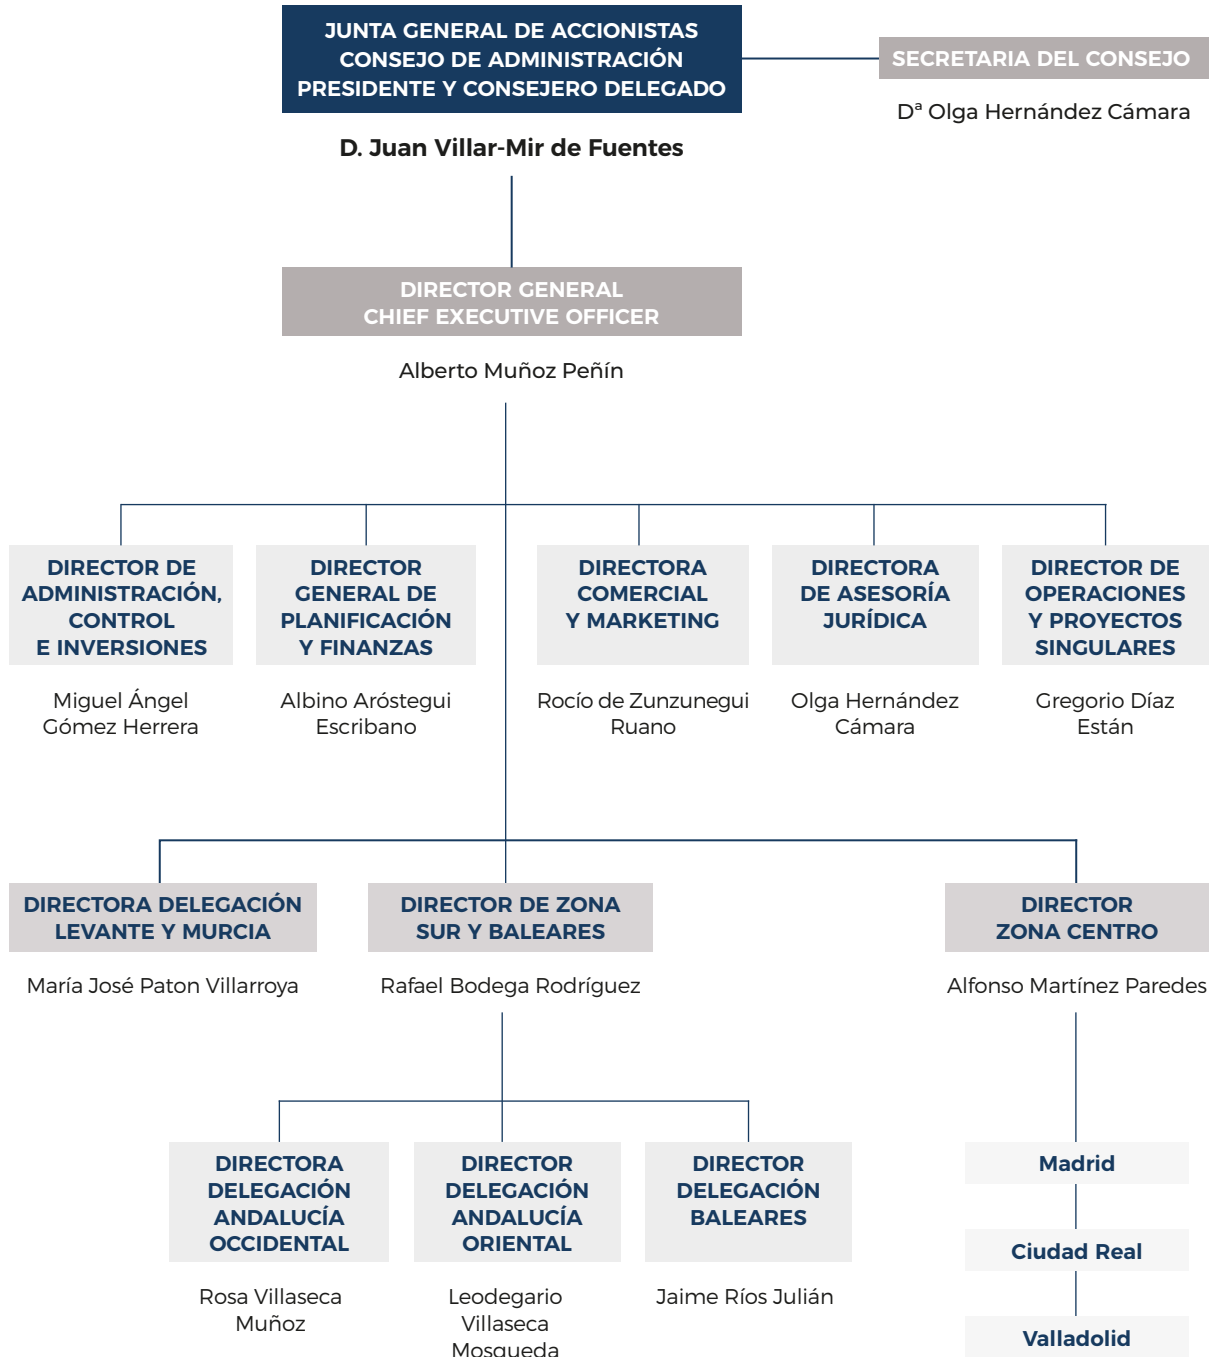 JUNTA GENERAL DE ACCIONISTAS
CONSEJO DE ADMINISTRACIÓN
PRESIDENTE Y CONSEJERO DELEGADO
D. Juan Villar-Mir de Fuentes
SECRETARIA DEL CONSEJO
Dª Olga Hernández Cámara
DIRECTOR GENERAL
CHIEF EXECUTIVE OFFICER
Alberto Muñoz Peñín
DIRECTOR DE
ADMINISTRACIÓN,
CONTROL
E INVERSIONES
Miguel Ángel
Gómez Herrera
DIRECTOR
GENERAL DE
PLANIFICACIÓN
Y FINANZAS
Albino Aróstegui
Escribano
DIRECTORA
COMERCIAL
Y MARKETING
Rocío de Zunzunegui
Ruano
DIRECTORA
DE ASESORÍA
JURÍDICA
Olga Hernández
Cámara
DIRECTOR DE
OPERACIONES
Y PROYECTOS
SINGULARES
Gregorio Díaz
Están
DIRECTORA DELEGACIÓN
LEVANTE Y MURCIA
María José Paton Villarroya
DIRECTOR DE ZONA
SUR Y BALEARES
Rafael Bodega Rodríguez
DIRECTOR
ZONA CENTRO
Alfonso Martínez Paredes
DIRECTORA
DELEGACIÓN
ANDALUCÍA
OCCIDENTAL
Rosa Villaseca
Muñoz
DIRECTOR
DELEGACIÓN
ANDALUCÍA
ORIENTAL
Leodegario
Villaseca
Mosqueda
DIRECTOR
DELEGACIÓN
BALEARES
Jaime Ríos Julián
Madrid
Ciudad Real
Valladolid